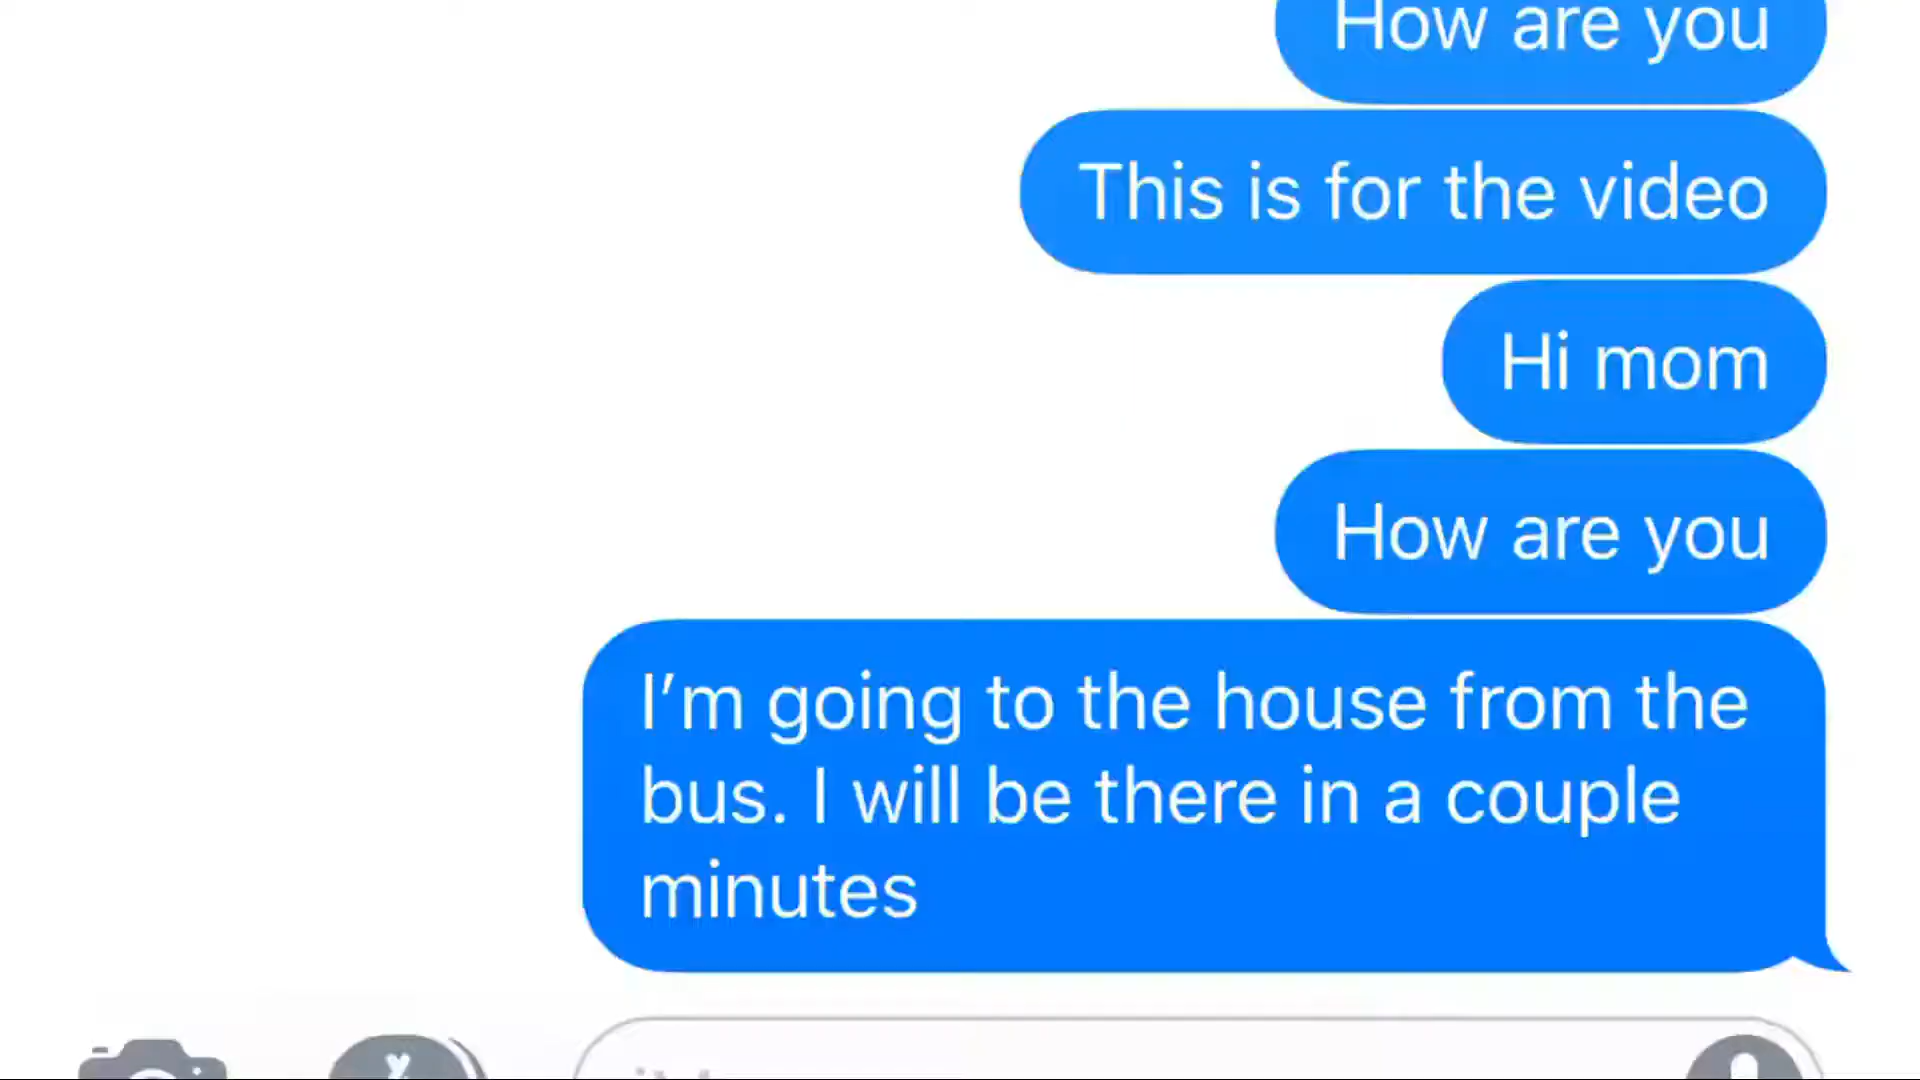 How are you
This is for the video
Hi mom
How are you
I’m going to the house from the
bus. I will be there in a couple
minutes